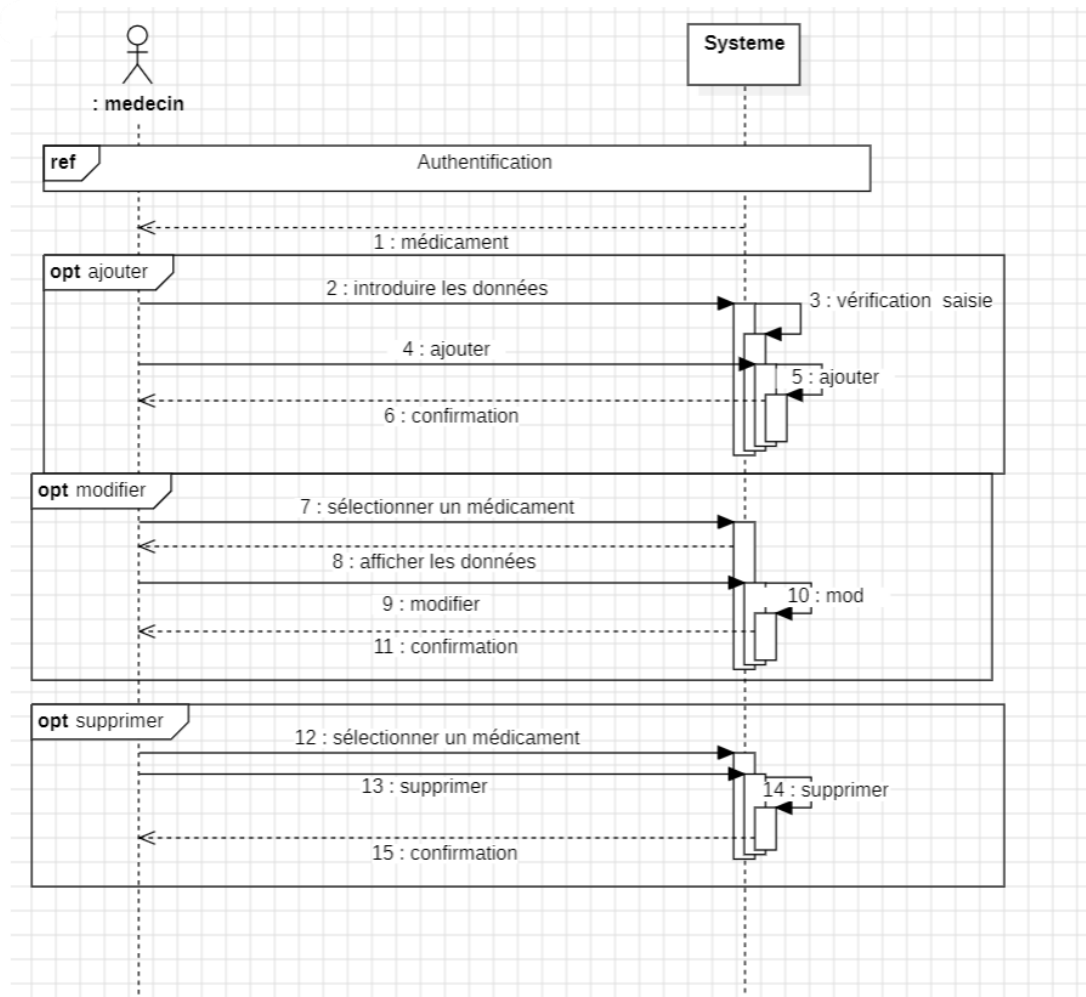 Systeme
: medecin
ref
Authentification
1 : médicament
opt ajouter
2 : introduire les données
3 : vérification saisie
4 : ajouter
5 : ajouter
6 : confirmation
opt modifier
7 : sélectionner un médicament
8 : afficher les données
9 : modifier
10 : mod
11 : confirmation
opt supprimer
12 : sélectionner un médicament
13 : supprimer
14 : supprimer
15 : confirmation